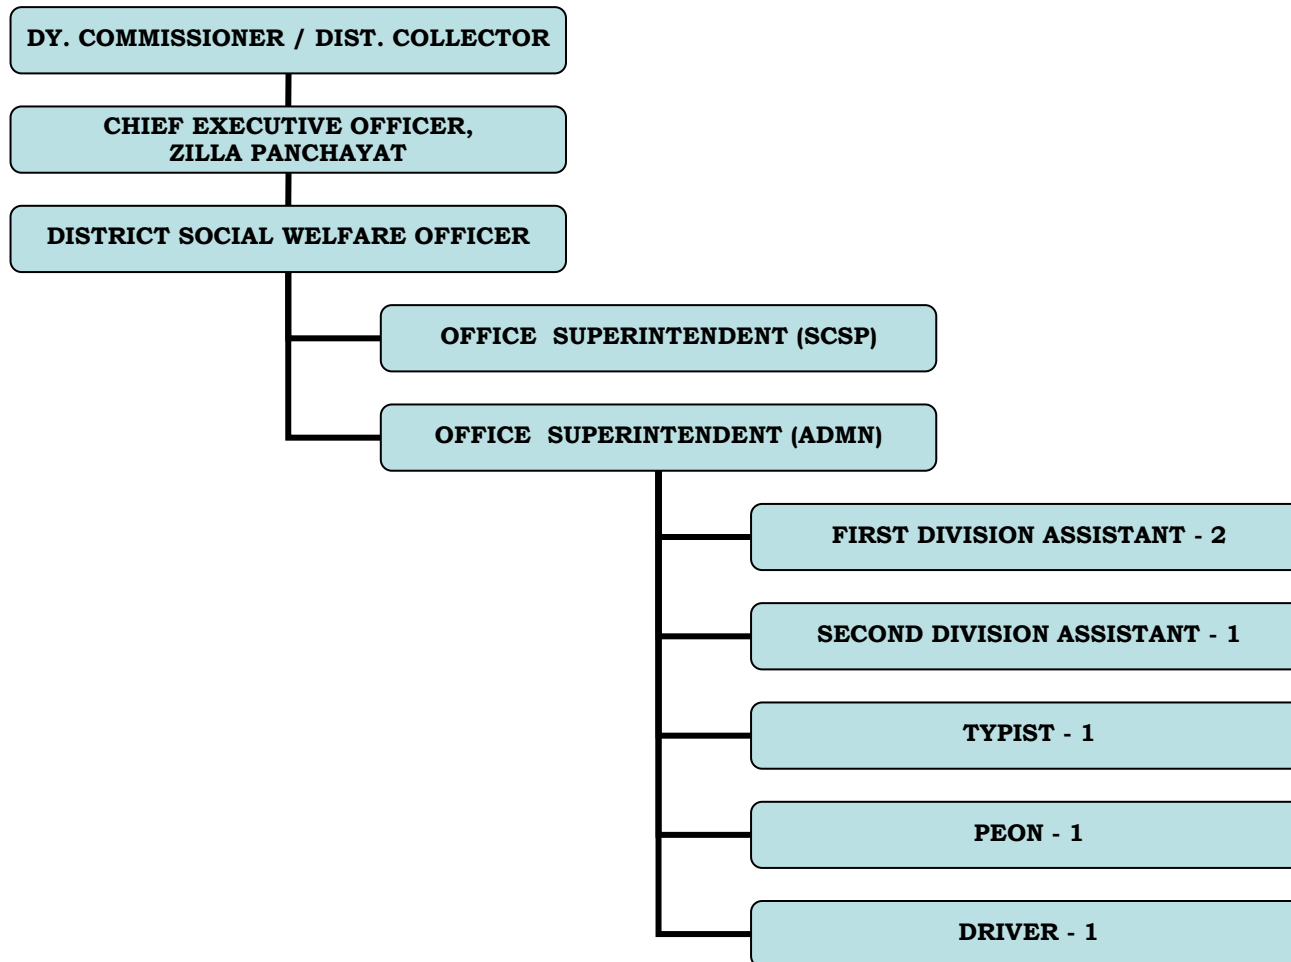 DY. COMMISSIONER / DIST. COLLECTOR
CHIEF EXECUTIVE OFFICER,
ZILLA PANCHAYAT
DISTRICT SOCIAL WELFARE OFFICER
OFFICE  SUPERINTENDENT (SCSP)
OFFICE  SUPERINTENDENT (ADMN)
FIRST DIVISION ASSISTANT - 2
SECOND DIVISION ASSISTANT - 1
TYPIST - 1
PEON - 1
DRIVER - 1